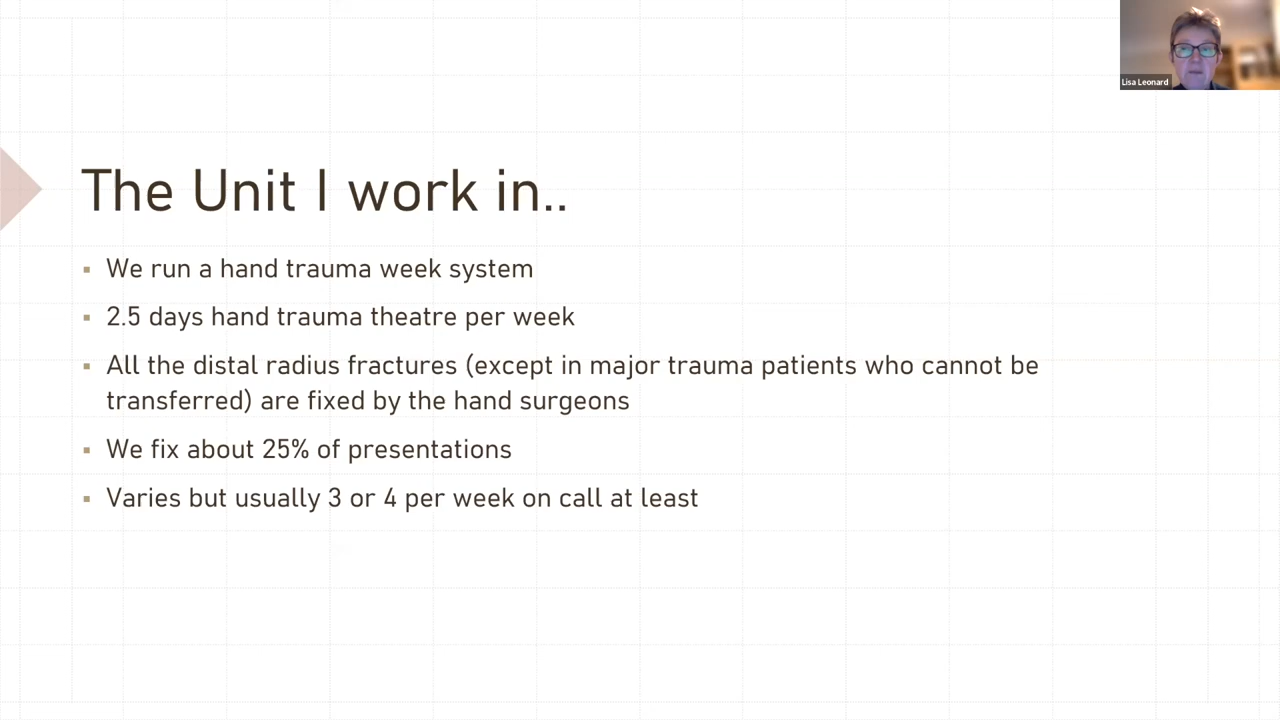 Lisa Leonard
The Unit I work in..
▪ We run a hand trauma week system
▪ 2.5 days hand trauma theatre per week
▪ All the distal radius fractures (except in major trauma patients who cannot be
transferred) are fixed by the hand surgeons
▪ We fix about 25% of presentations
▪ Varies but usually 3 or 4 per week on call at least